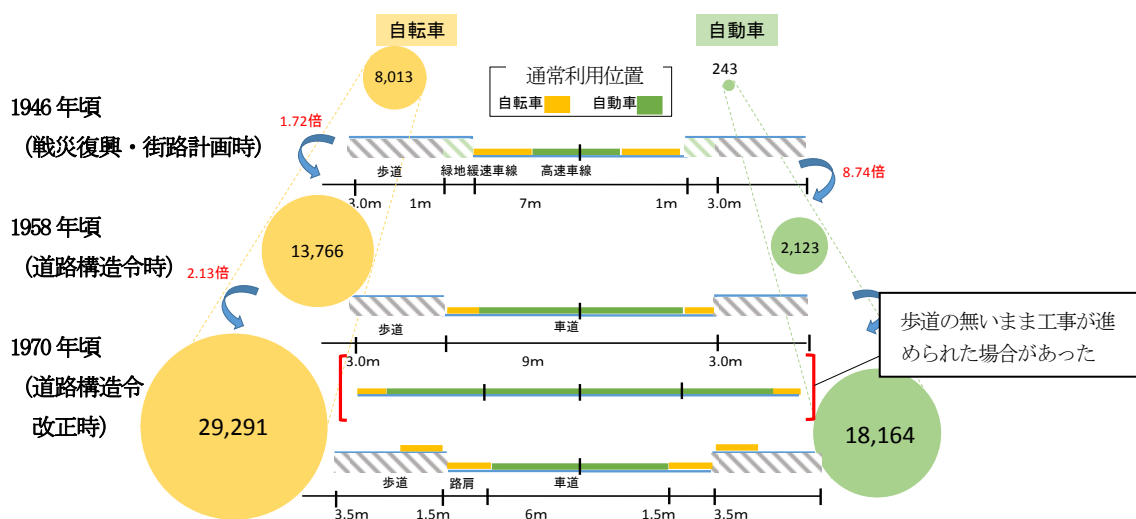 自転車
自動車
8,013
243
通常利用位置
自転車 自動車
1946 年頃
(戦災復興・街路計画時)
1.72倍
8.74倍
歩道 緑地緩速車線 高速車線
3.0m 1m 7m 1m 3.0m
1958 年頃
(道路構造令時)
13,766
2,123
2.13倍
歩道 車道
3.0m 9m 3.0m
歩道の無いまま工事が進
められた場合があった
1970 年頃
(道路構造令
改正時)
29,291
18,164
歩道 路肩 車道
3.5m 1.5m 6m 1.5m 3.5m